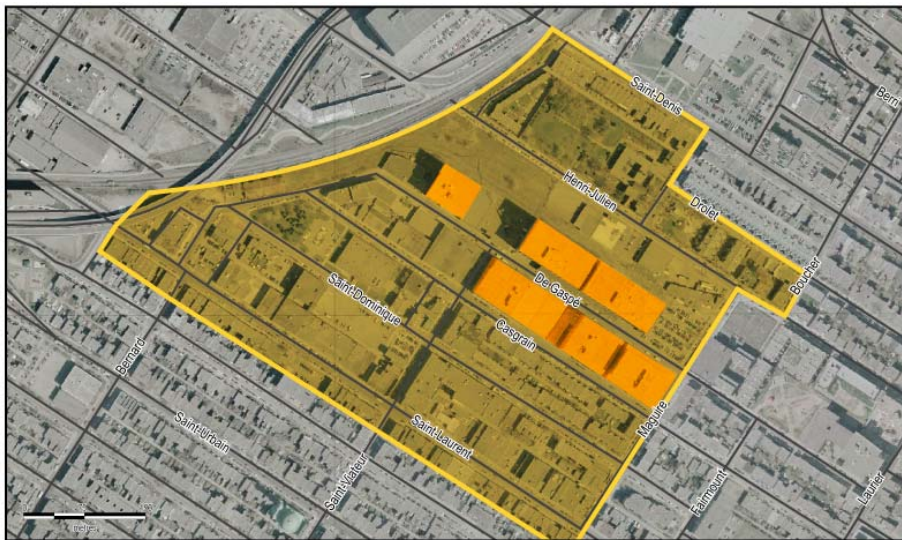 Saint-Denis
Bern
Henri-Julien
Drolet
Boucher
De Gaspé
Saint-Dominique
Casgrain
Bernard
Maguire
Saint-Laurent
Saint-Urbain
Saint-Viateur
Fairmount
Laurier